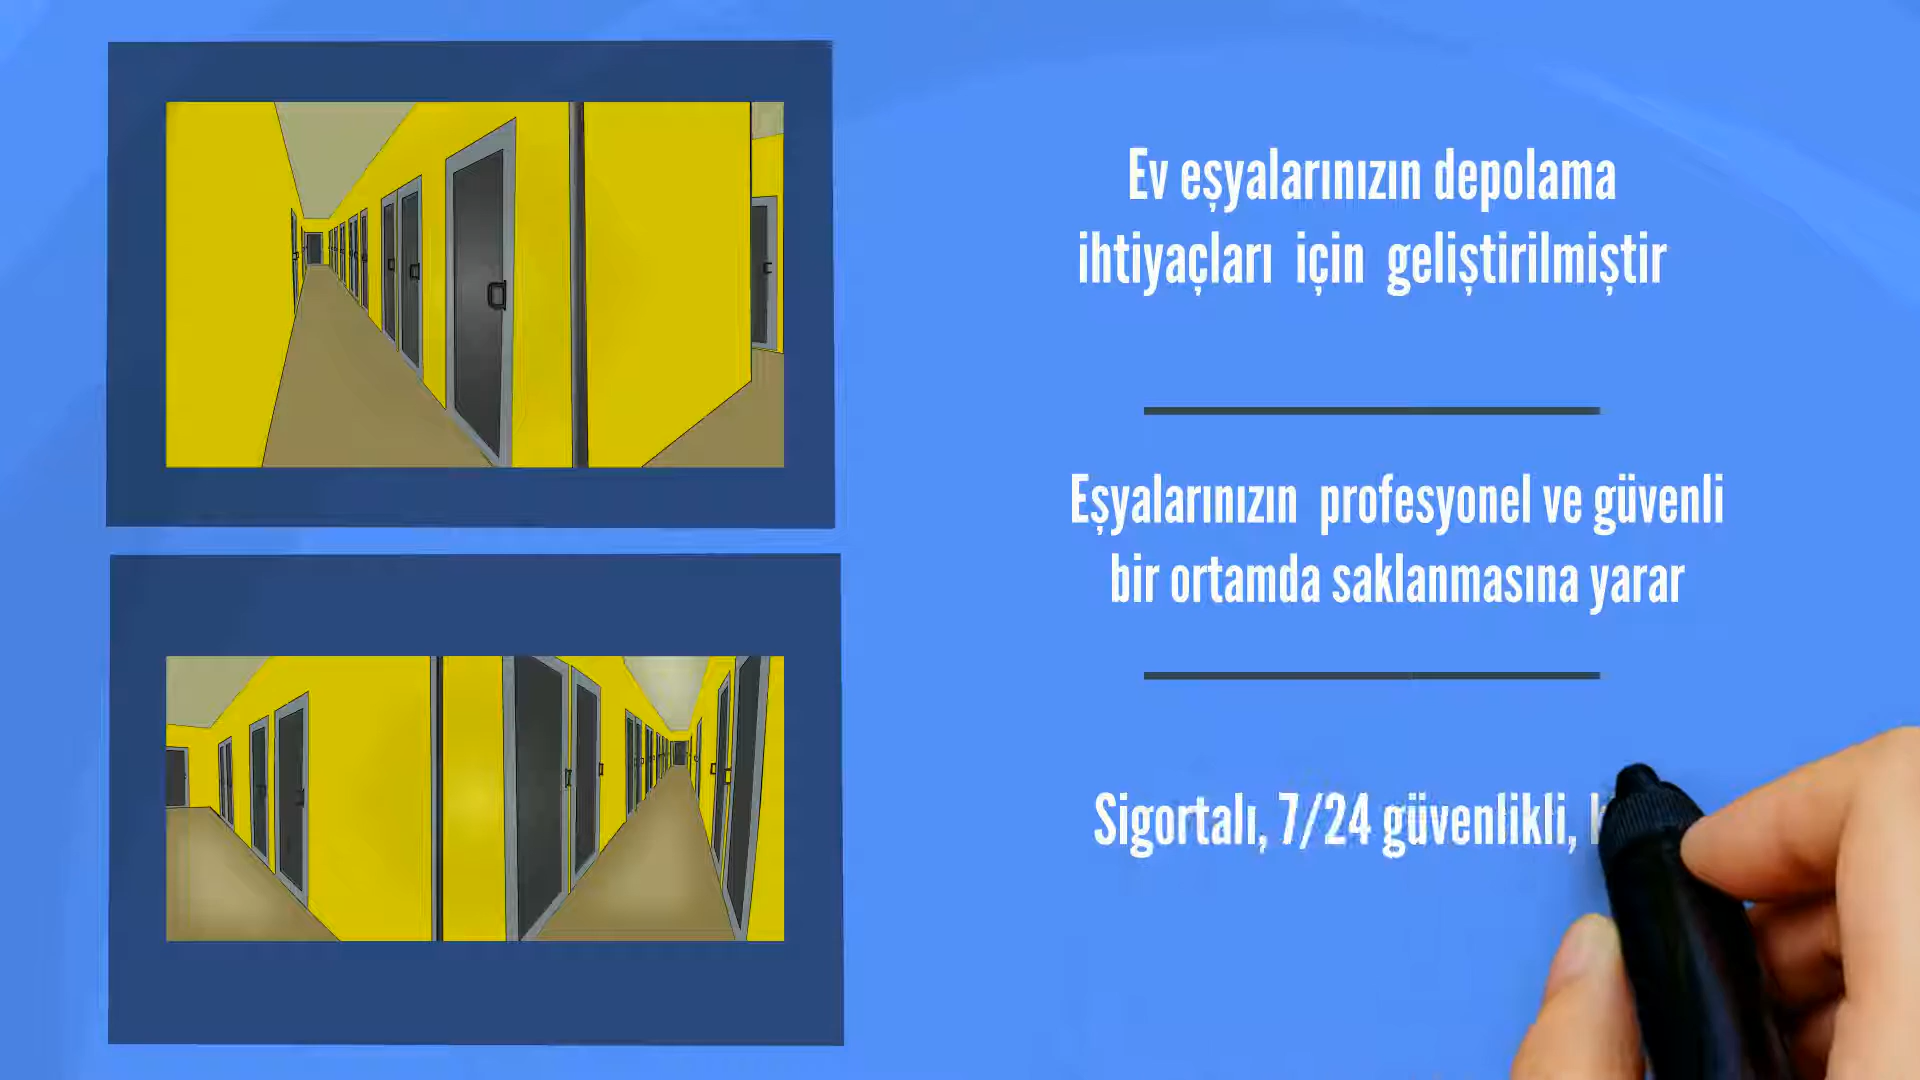 Ev eşyalarınızın depolama
ihtiyaçları için geliştirilmiştir
Eşyalarınızın profesyonel ve güvenli
bir ortamda saklanmasına yarar
Sigortalı, 7/24 güvenlikli,